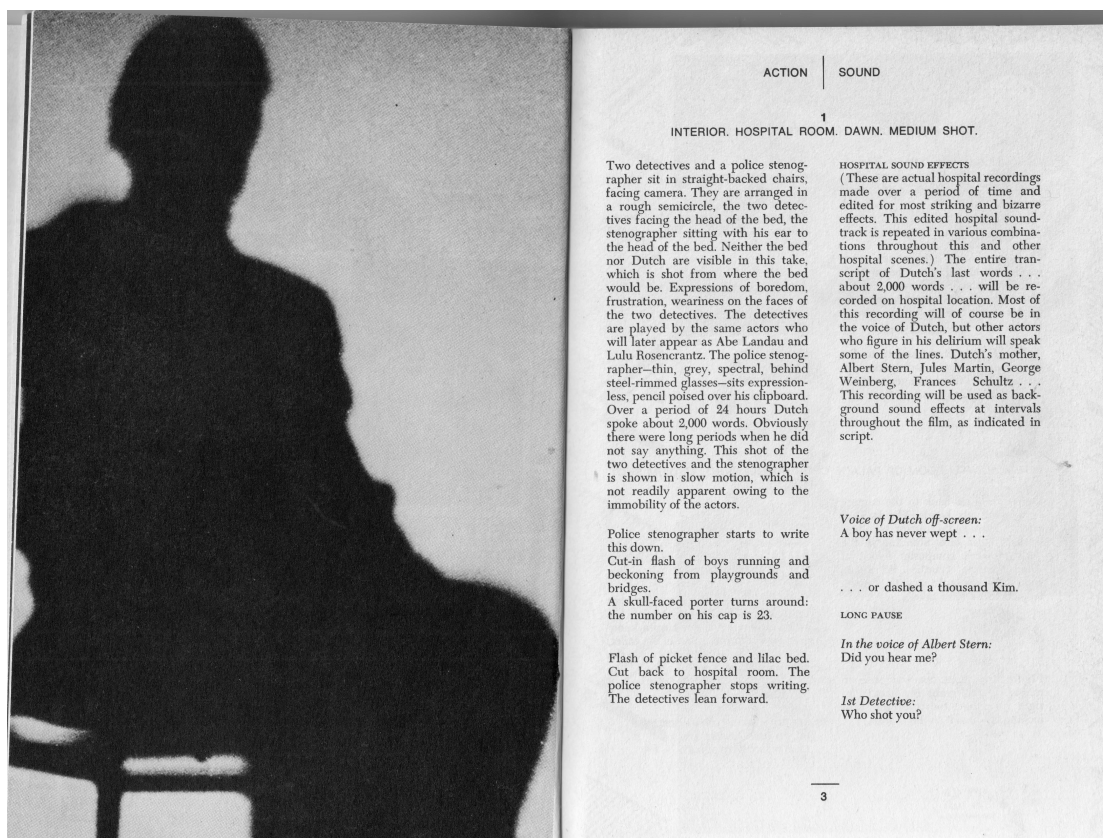 ACTION | SOUND
1
INTERIOR. HOSPITAL ROOM. DAWN. MEDIUM SHOT.
Two detectives and a police stenog-
rapher sit in straight-backed chairs,
facing camera. They are arranged in
a rough semicircle, the two detec-
tives facing the head of the bed, the
stenographer sitting with his ear to
the head of the bed. Neither the bed
nor Dutch are visible in this take,
which is shot from where the bed
would be. Expressions of boredom,
frustration, weariness on the faces of
the two detectives. The detectives
are played by the same actors who
will later appear as Abe Landau and
Lulu Rosencrantz. The police stenog-
rapher—thin, grey, spectral, behind
steel-rimmed glasses—sits expression-
less, pencil poised over his clipboard.
Over a period of 24 hours Dutch
spoke about 2,000 words. Obviously
there were long periods when he did
not say anything. This shot of the
two detectives and the stenographer
is shown in slow motion, which is
not readily apparent owing to the
immobility of the actors.
Police stenographer starts to write
this down.
Cut-in flash of boys running and
beckoning from playgrounds and
bridges.
A skull-faced porter turns around:
the number on his cap is 23.
Flash of picket fence and lilac bed.
Cut back to hospital room. The
police stenographer stops writing.
The detectives lean forward.
HOSPITAL SOUND EFFECTS
(These are actual hospital recordings
made over a period of time and
edited for most striking and bizarre
effects. This edited hospital sound-
track is repeated in various combina-
tions throughout this and other
hospital scenes.) The entire tran-
script of Dutch's last words . . .
about 2,000 words . . . will be re-
corded on hospital location. Most of
this recording will of course be in
the voice of Dutch, but other actors
who figure in his delirium will speak
some of the lines. Dutch's mother,
Albert Stern, Jules Martin, George
Weinberg, Frances Schultz . . .
This recording will be used as back-
ground sound effects at intervals
throughout the film, as indicated in
script.
Voice of Dutch off-screen:
A boy has never wept . . .
. . . or dashed a thousand Kim.
LONG PAUSE
In the voice of Albert Stern:
Did you hear me?
1st Detective:
Who shot you?
3